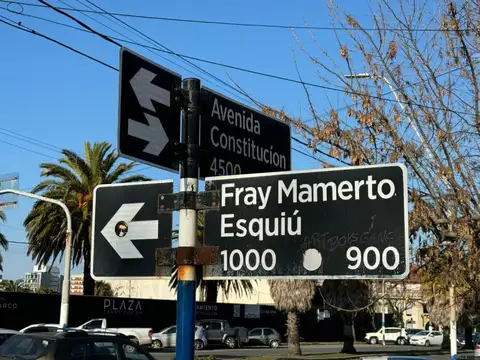 Avenida
Constitucion
4500
Fray Mamerto
Esquiú
1000 900
PLAZA